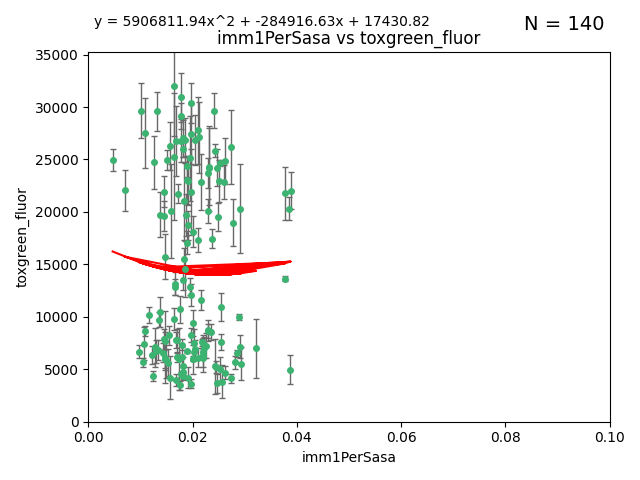 y = 5906811.94x^2 + -284916.63x + 17430.82
N = 140
imm1PerSasa vs toxgreen_fluor
35000
30000
25000
20000
15000
10000
5000
0
toxgreen_fluor
0.00 0.02 0.04 0.06 0.08 0.10
imm1PerSasa